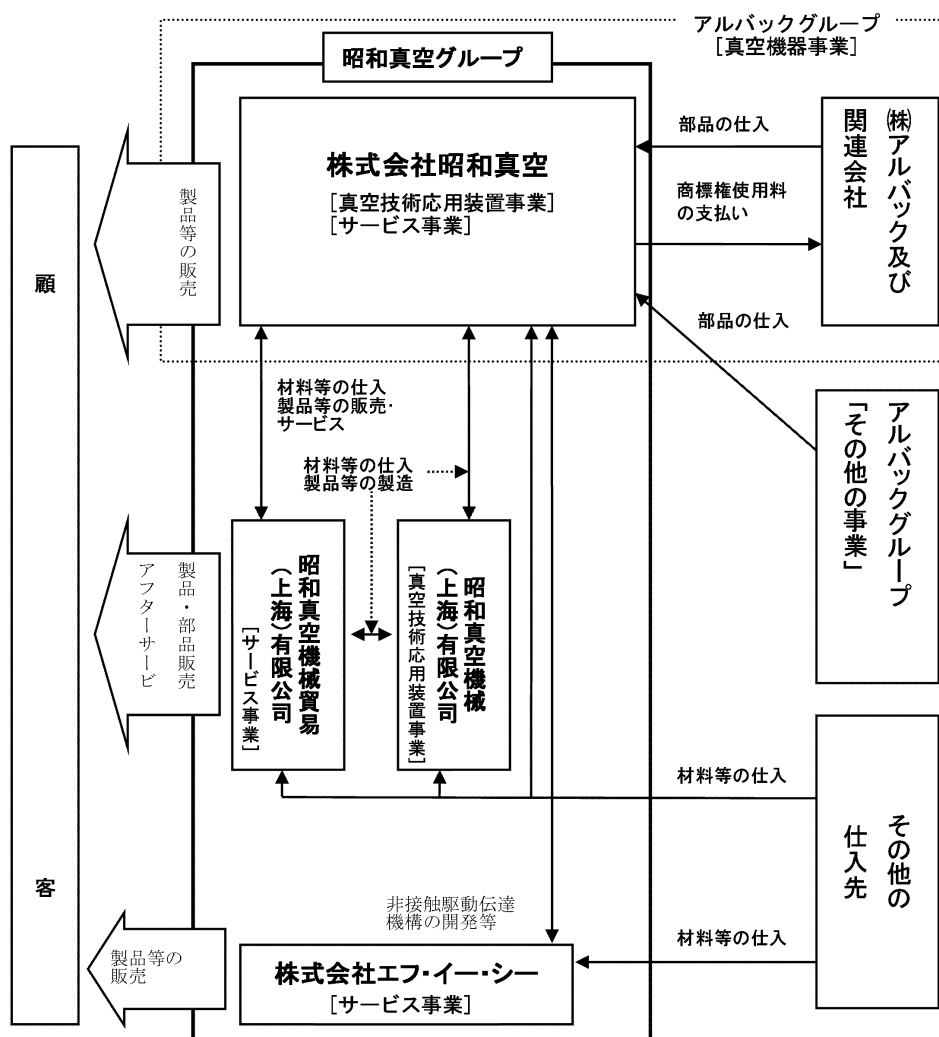 アルバックグループ
[真空機器事業]
昭和真空グループ
株式会社昭和真空
[真空技術応用装置事業]
[サービス事業]
部品の仕入
商標権使用料
の支払い
㈱アルバック及び
関連会社
製品等の販売
顧
客
部品の仕入
材料等の仕入
製品等の販売・
サービス
材料等の仕入
製品等の製造
アルバックグループ
「その他の事業」
製品・部品販売
アフターサービ
昭和真空機械貿易
(上海)有限公司
[サービス事業]
昭和真空機械
(上海)有限公司
[真空技術応用装置事業]
材料等の仕入
その他の
仕入先
非接触駆動伝達
機構の開発等
材料等の仕入
製品等の
販売
株式会社エフ・イー・シー
[サービス事業]